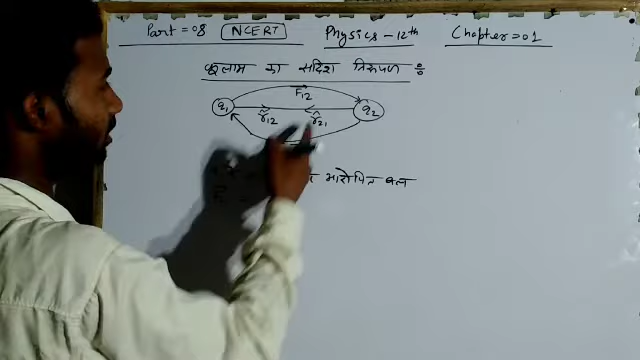 Part = 08 NCERT Physics - 12th Chapter = 01
कूलाम का सदिश निरूपण ÷
F12
q1 r̂12 r̂21 q2
आरोपित बल